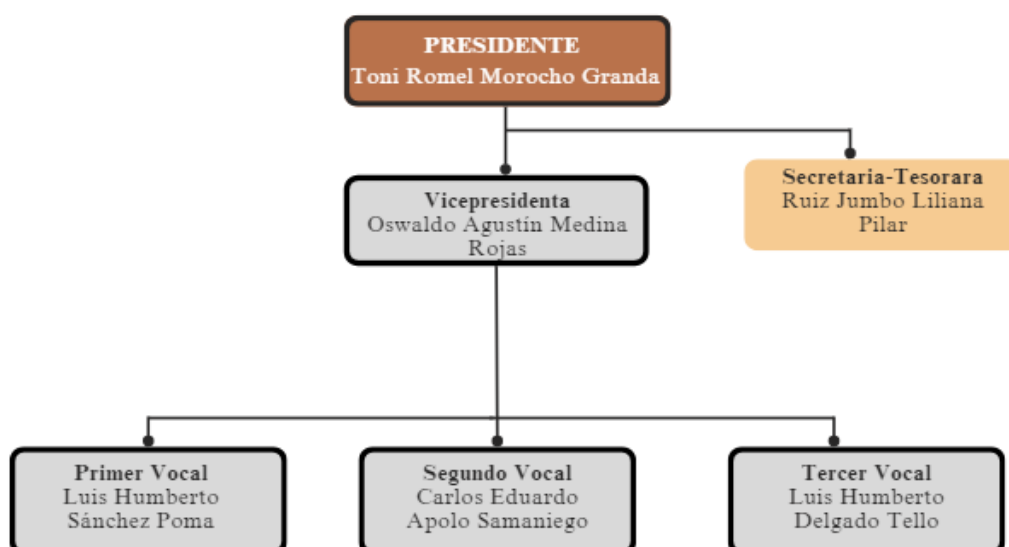 PRESIDENTE
Toni Romel Morocho Granda
Secretaria-Tesorara
Ruiz Jumbo Liliana
Pilar
Vicepresidenta
Oswaldo Agustín Medina
Rojas
Primer Vocal
Luis Humberto
Sánchez Poma
Segundo Vocal
Carlos Eduardo
Apolo Samaniego
Tercer Vocal
Luis Humberto
Delgado Tello